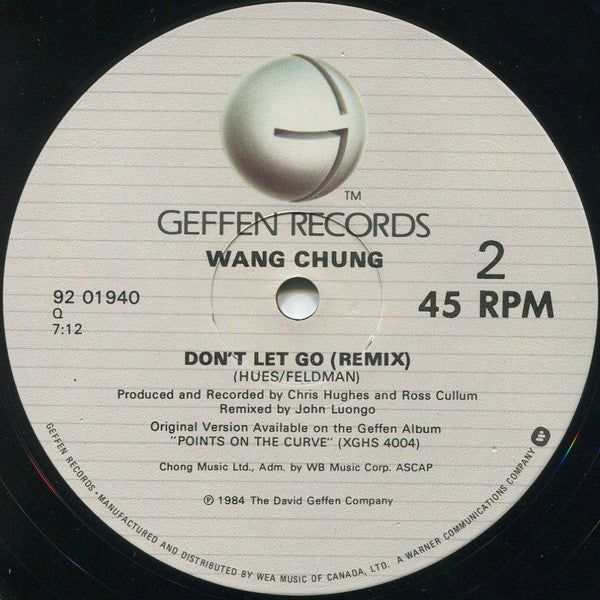 TM
GEFFEN RECORDS
WANG CHUNG
2
92 01940
45 RPM
Q
7:12
DON'T LET GO (REMIX)
(HUES/FELDMAN)
Produced and Recorded by Chris Hughes and Ross Cullum
Remixed by John Luongo
Original Version Available on the Geffen Album
"POINTS ON THE CURVE" (XGHS 4004)
Chong Music Ltd., Adm. by WB Music Corp. ASCAP
℗ 1984 The David Geffen Company
GEFFEN RECORDS • MANUFACTURED AND DISTRIBUTED BY WEA MUSIC OF CANADA, LTD. A WARNER COMMUNICATIONS COMPANY